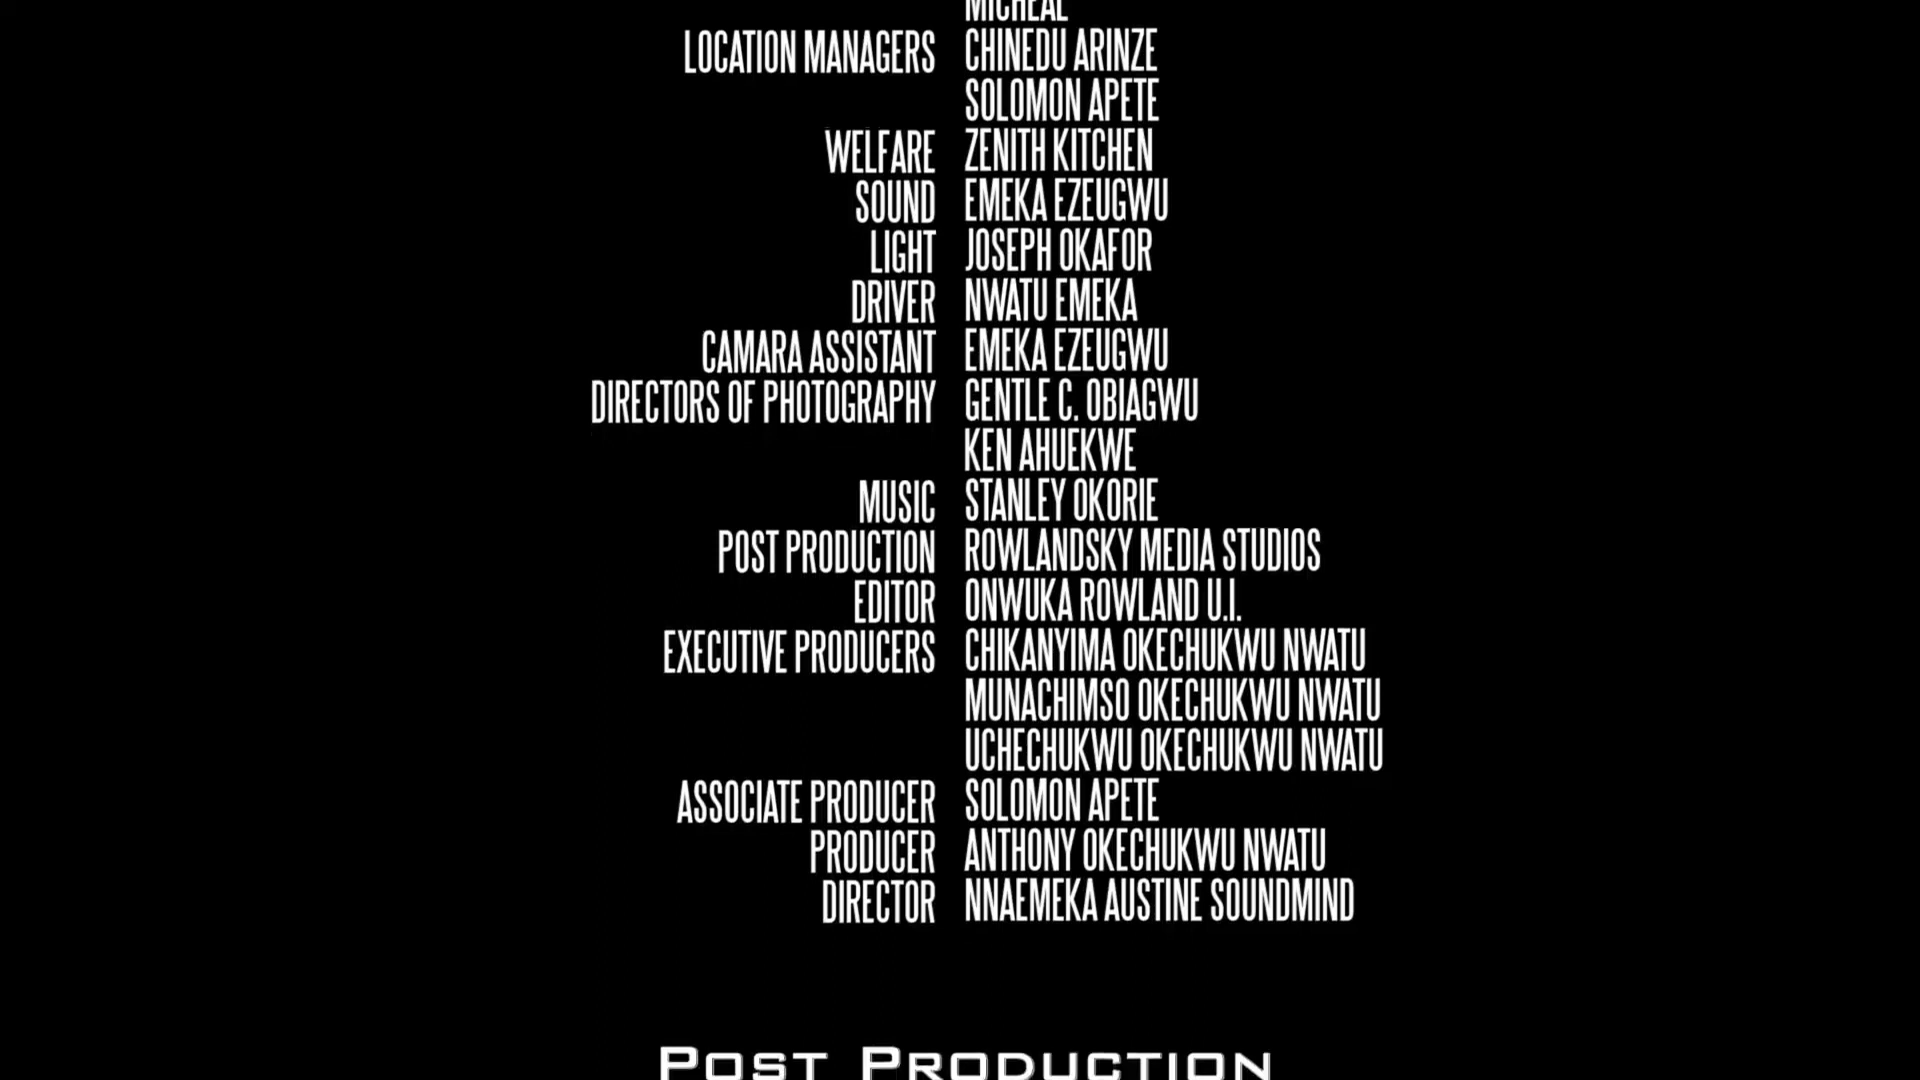 MICHEAL
LOCATION MANAGERS CHINEDU ARINZE
SOLOMON APETE
WELFARE ZENITH KITCHEN
SOUND EMEKA EZEUGWU
LIGHT JOSEPH OKAFOR
DRIVER NWATU EMEKA
CAMARA ASSISTANT EMEKA EZEUGWU
DIRECTORS OF PHOTOGRAPHY GENTLE C. OBIAGWU
KEN AHUEKWE
MUSIC STANLEY OKORIE
POST PRODUCTION ROWLANDSKY MEDIA STUDIOS
EDITOR ONWUKA ROWLAND U.I.
EXECUTIVE PRODUCERS CHIKANYIMA OKECHUKWU NWATU
MUNACHIMSO OKECHUKWU NWATU
UCHECHUKWU OKECHUKWU NWATU
ASSOCIATE PRODUCER SOLOMON APETE
PRODUCER ANTHONY OKECHUKWU NWATU
DIRECTOR NNAEMEKA AUSTINE SOUNDMIND
POST PRODUCTION